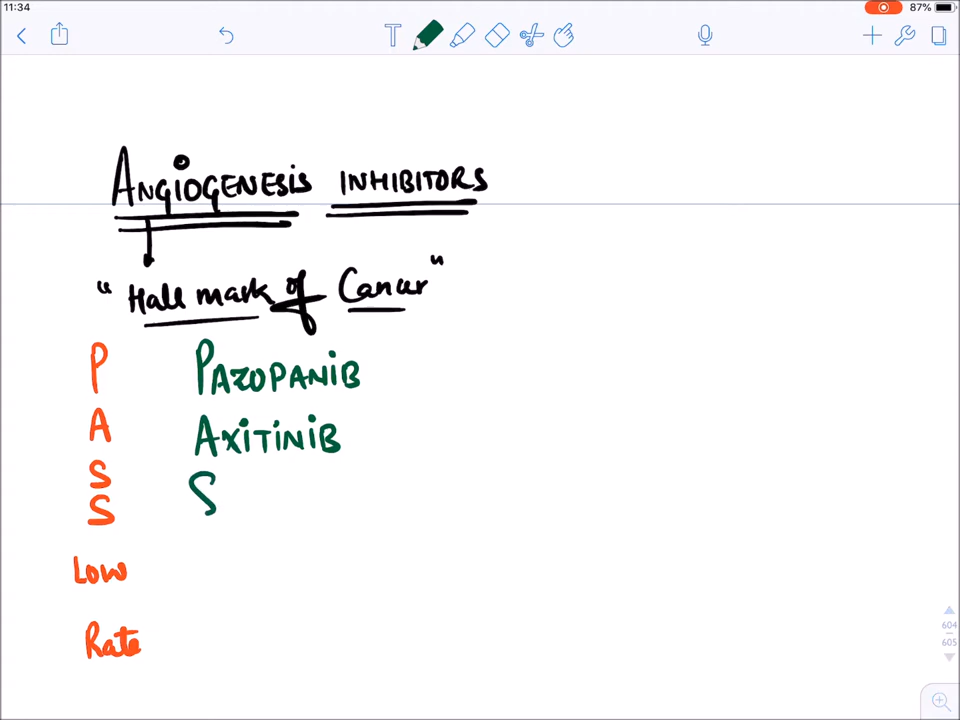 11:34
87%
T
ANGIOGENESIS INHIBITORS
"Hallmark of Cancer"
P PAZOPANIB
A AXITINIB
S S
S
Low
Rate
604
605